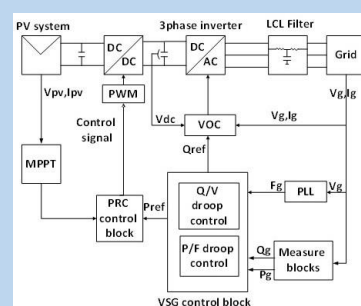 PV system
3phase inverter
LCL Filter
DC
DC
DC
AC
Grid
Vpv,Ipv
PWM
Vg,Ig
Control
signal
Vdc
VOC
Vg,Ig
MPPT
Qref
PRC
control
block
Pref
Q/V
droop
control
Fg
PLL
Vg
P/F droop
control
Qg
Pg
Measure
blocks
VSG control block